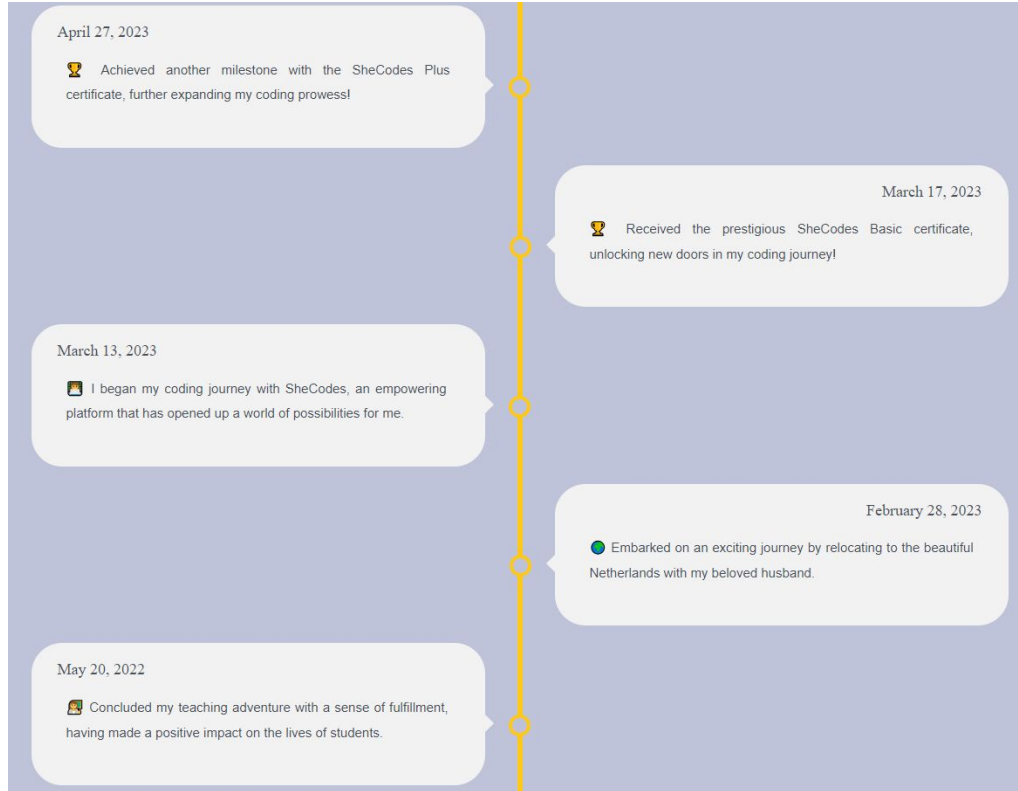 April 27, 2023
🏆 Achieved another milestone with the SheCodes Plus
certificate, further expanding my coding prowess!
March 17, 2023
🏆 Received the prestigious SheCodes Basic certificate,
unlocking new doors in my coding journey!
March 13, 2023
👩‍💻 I began my coding journey with SheCodes, an empowering
platform that has opened up a world of possibilities for me.
February 28, 2023
🌍 Embarked on an exciting journey by relocating to the beautiful
Netherlands with my beloved husband.
May 20, 2022
👩‍🏫 Concluded my teaching adventure with a sense of fulfillment,
having made a positive impact on the lives of students.